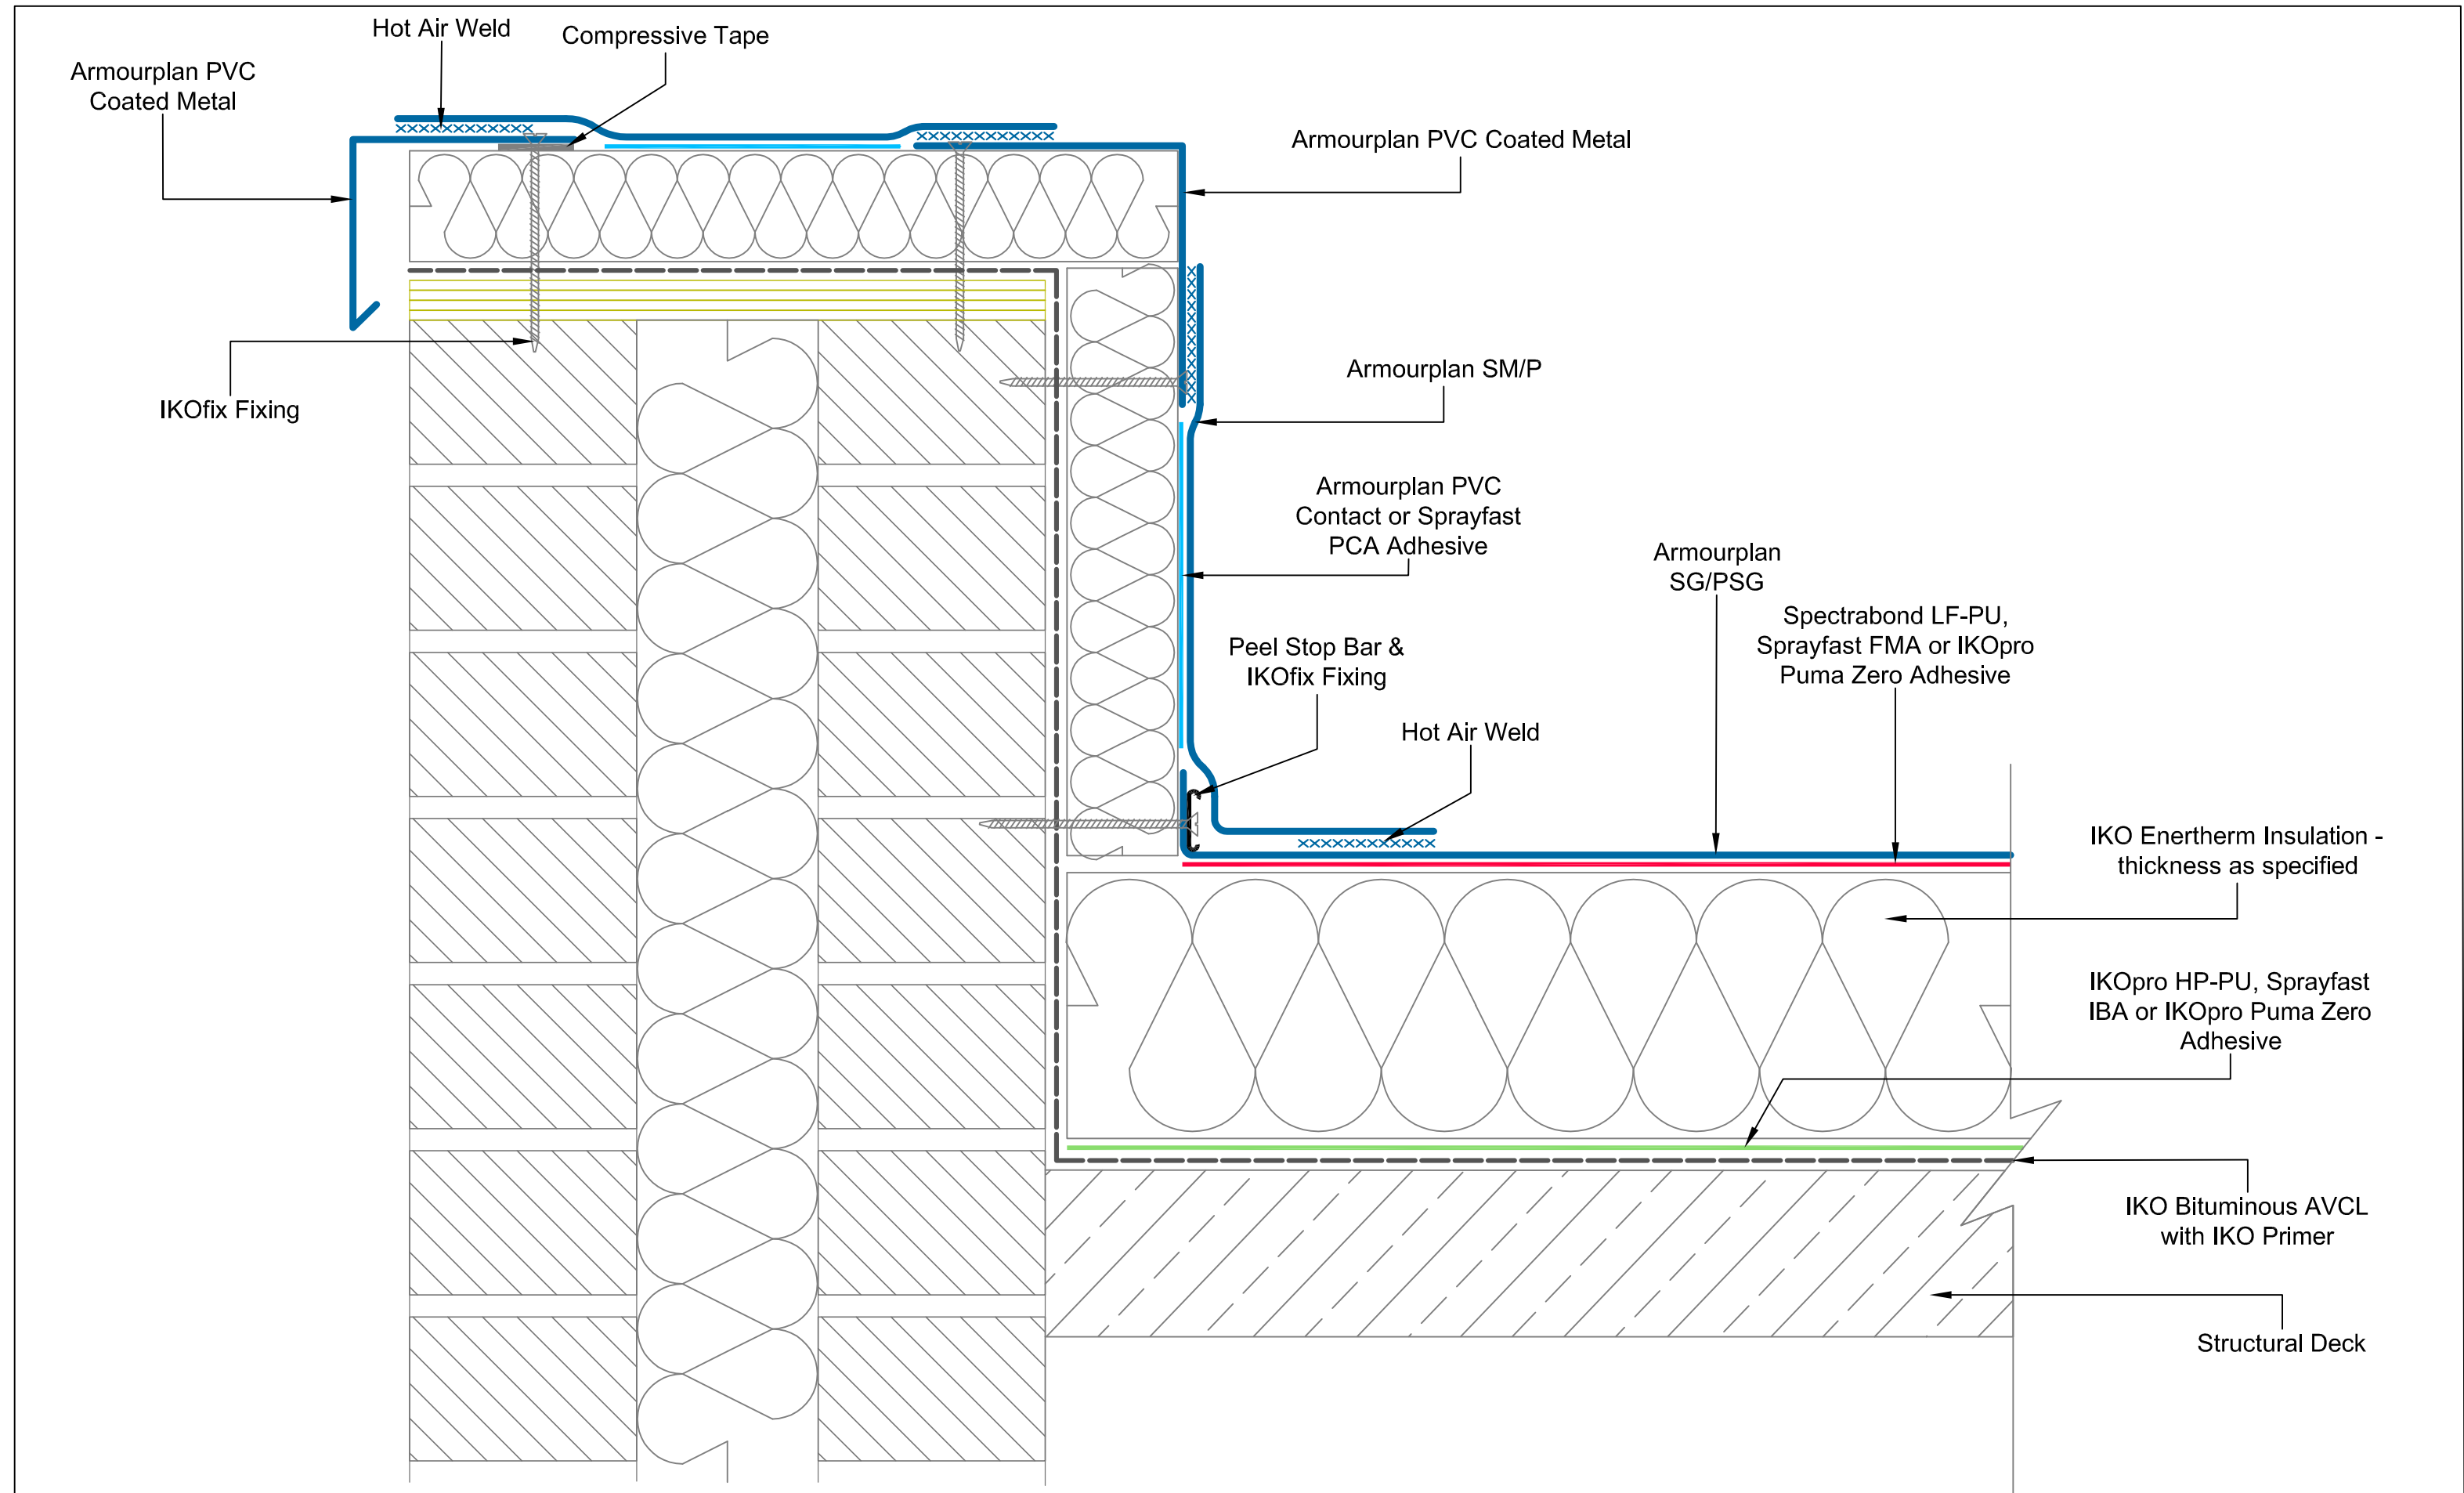 Hot Air Weld
Compressive Tape
Armourplan PVC
Coated Metal
Armourplan PVC Coated Metal
IKOfix Fixing
Armourplan SM/P
Armourplan PVC
Contact or Sprayfast
PCA Adhesive
Armourplan
SG/PSG
Spectrabond LF-PU,
Sprayfast FMA or IKOpro
Puma Zero Adhesive
Peel Stop Bar &
IKOfix Fixing
Hot Air Weld
IKO Enertherm Insulation -
thickness as specified
IKOpro HP-PU, Sprayfast
IBA or IKOpro Puma Zero
Adhesive
IKO Bituminous AVCL
with IKO Primer
Structural Deck